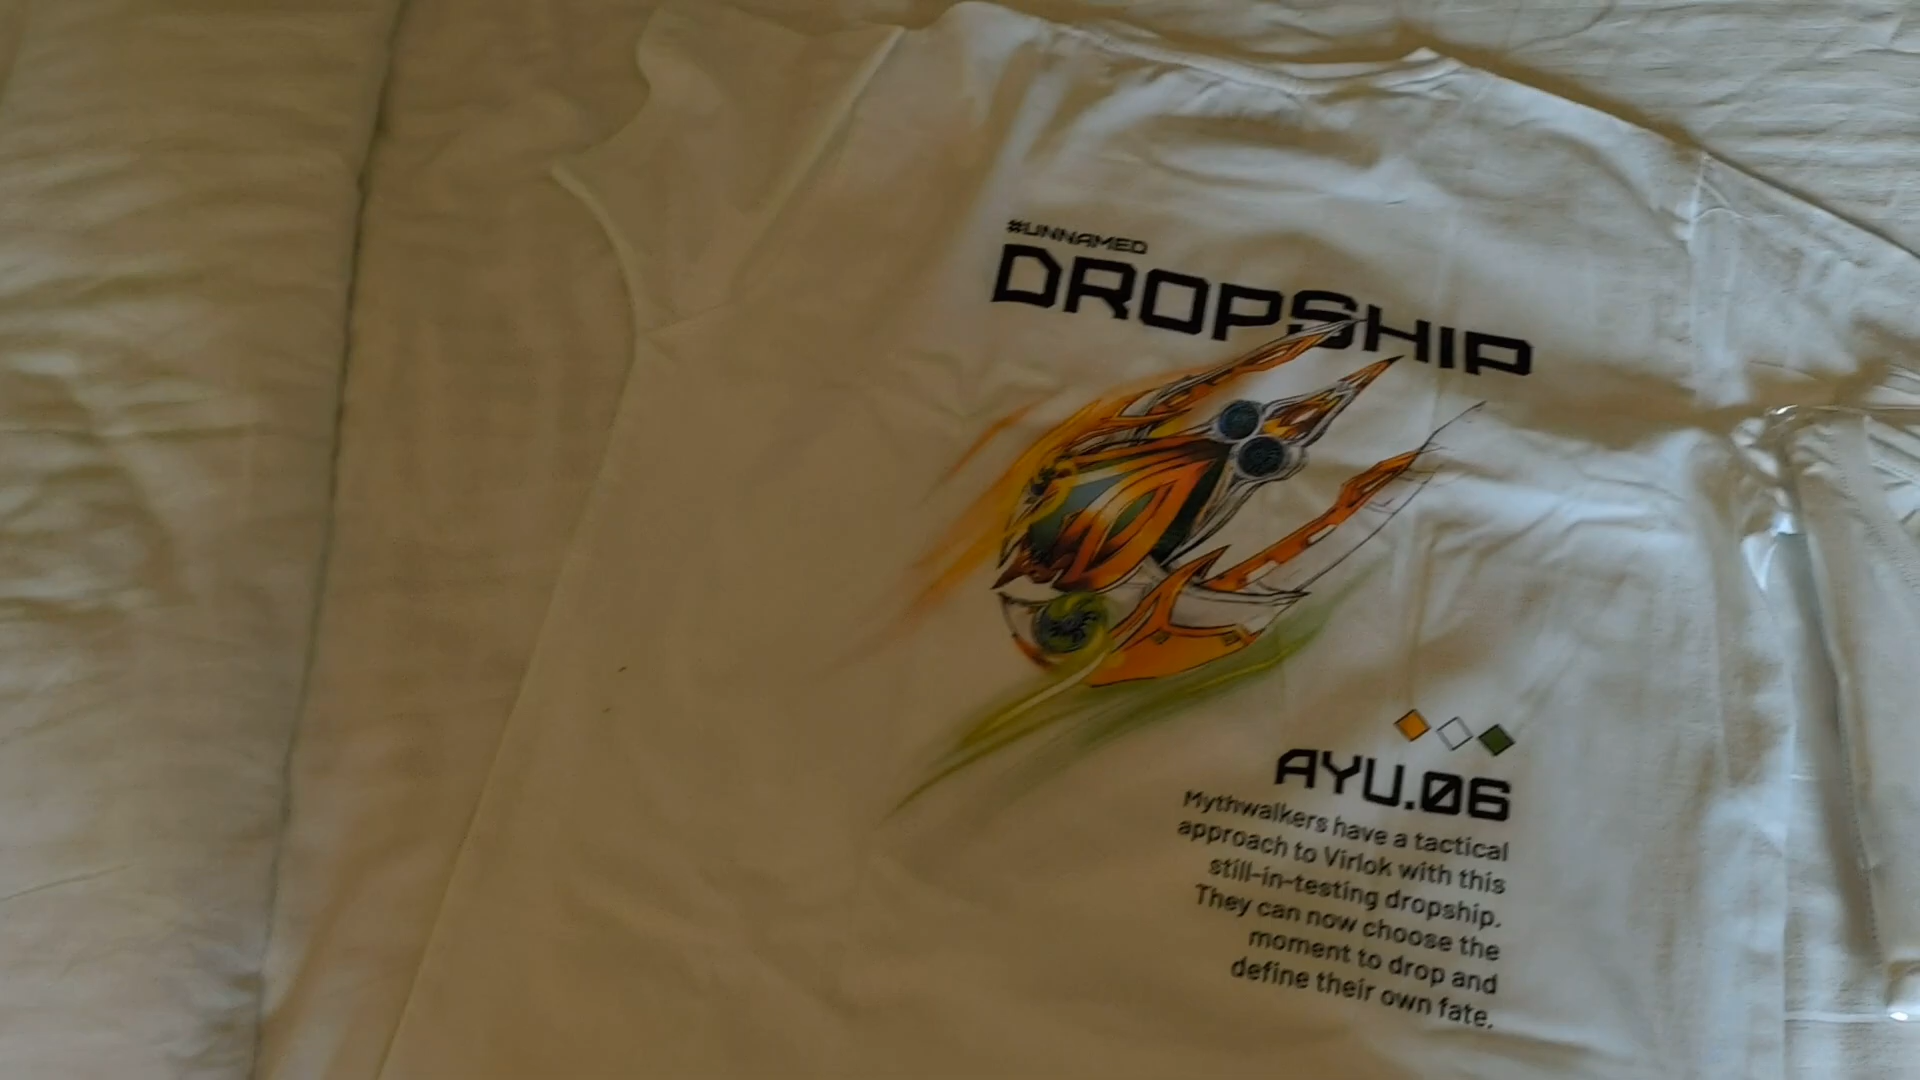 #UNNAMED
DROPSHIP
AYU.06
Mythwalkers have a tactical
approach to Virlok with this
still-in-testing dropship.
They can now choose the
moment to drop and
define their own fate.